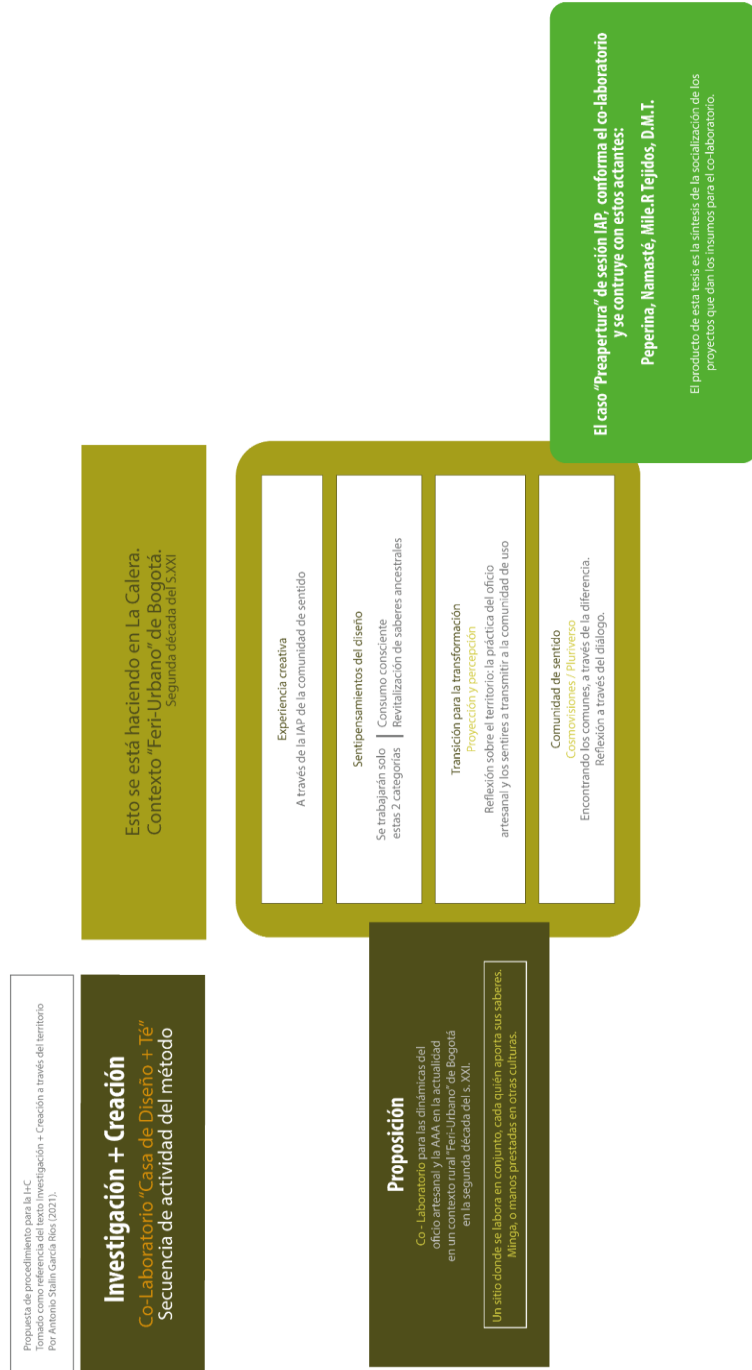 Propuesta de procedimiento para la I+C
Tomado como referencia del texto Investigación + Creación a través del territorio
Por Antonio Stalin García Ríos (2021).
Investigación + Creación
Co-Laboratorio "Casa de Diseño + Té"
Secuencia de actividad del método
Esto se está haciendo en La Calera.
Contexto "Feri-Urbano" de Bogotá.
Segunda década del S.XXI
Proposición
Co - Laboratorio para las dinámicas del
oficio artesanal y la AAA en la actualidad
en un contexto rural "Feri-Urbano" de Bogotá
en la segunda década del s. XXI.
Un sitio donde se labora en conjunto, cada quién aporta sus saberes.
Minga, o manos prestadas en otras culturas.
Experiencia creativa
A través de la IAP de la comunidad de sentido
Sentipensamientos del diseño
Se trabajarán solo
estas 2 categorías
Consumo consciente
Revitalización de saberes ancestrales
Transición para la transformación
Proyección y percepción
Reflexión sobre el territorio: la práctica del oficio
artesanal y los sentires a transmitir a la comunidad de uso
Comunidad de sentido
Cosmovisiones / Pluriverso
Encontrando los comunes, a través de la diferencia.
Reflexión a través del diálogo.
El caso "Preapertura" de sesión IAP, conforma el co-laboratorio
y se contruye con estos actantes:
Peperina, Namasté, Mile.R Tejidos, D.M.T.
El producto de esta tesis es la síntesis de la socialización de los
proyectos que dan los insumos para el co-laboratorio.